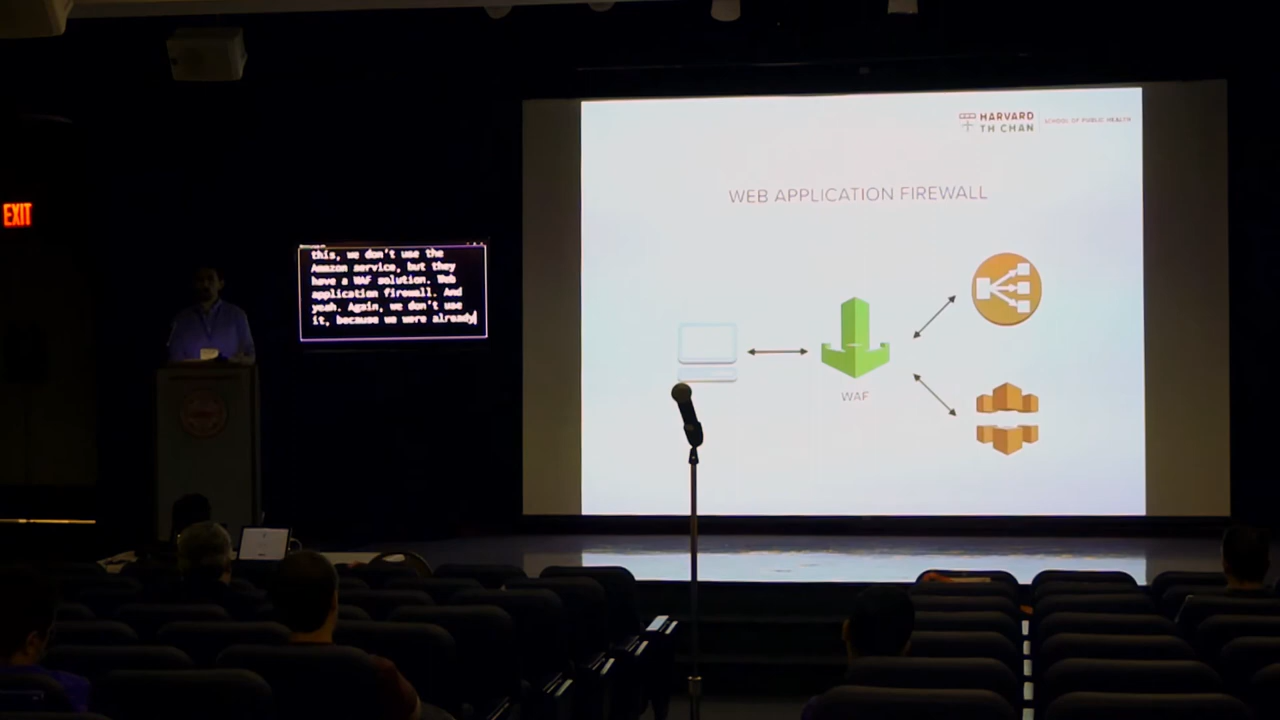 EXIT
this, we don't use the
Amazon service, but they
have a WAF solution. Web
application firewall. And
yeah. Again, we don't use
it, because we were already
HARVARD
TH CHAN
SCHOOL OF PUBLIC HEALTH
WEB APPLICATION FIREWALL
WAF